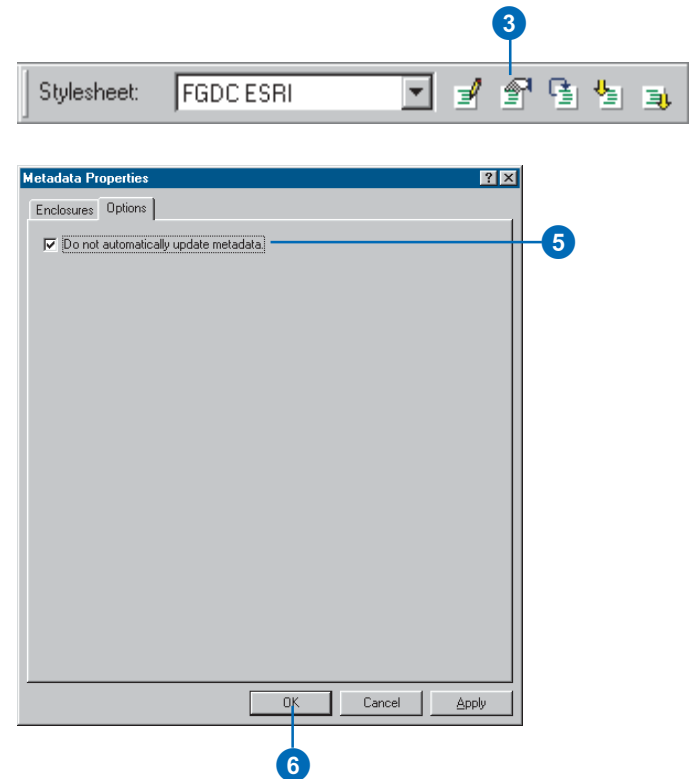 3
Stylesheet: FGDC ESRI
Metadata Properties
Enclosures Options
Do not automatically update metadata.
5
OK Cancel Apply
6